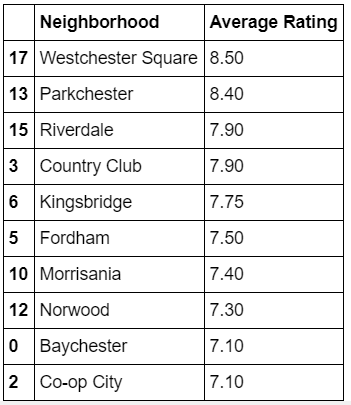 Neighborhood Average Rating
17 Westchester Square 8.50
13 Parkchester 8.40
15 Riverdale 7.90
3 Country Club 7.90
6 Kingsbridge 7.75
5 Fordham 7.50
10 Morrisania 7.40
12 Norwood 7.30
0 Baychester 7.10
2 Co-op City 7.10